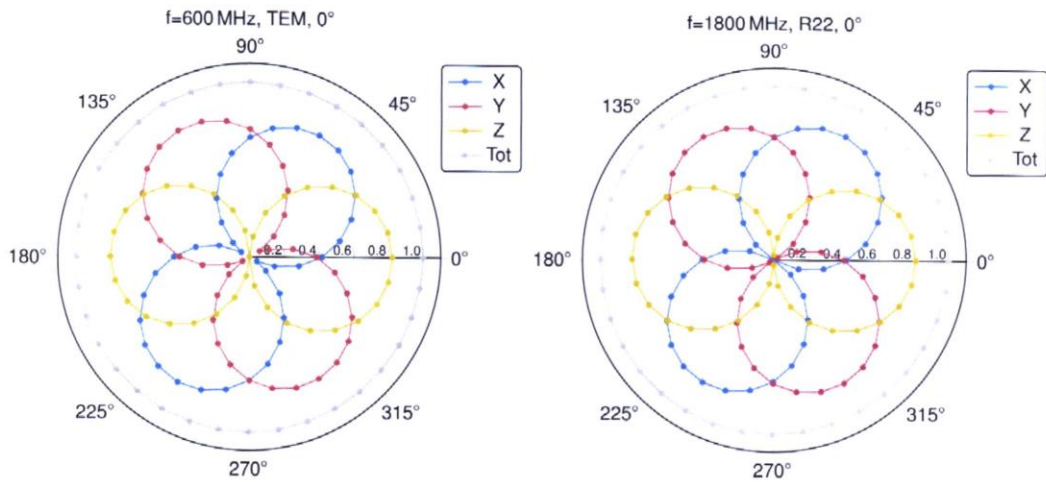 f=600 MHz, TEM, 0°
90°
135°
45°
X
Y
Z
Tot
180°
0.2 0.4 0.6 0.8 1.0
0°
225°
315°
270°
f=1800 MHz, R22, 0°
90°
135°
45°
X
Y
Z
Tot
180°
0.2 0.4 0.6 0.8 1.0
0°
225°
315°
270°